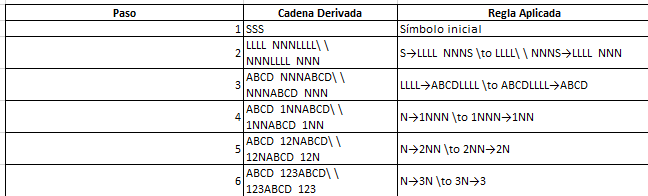 Paso Cadena Derivada Regla Aplicada
1 SSS Símbolo inicial
LLLL NNNLLLL\ \
2 NNNLLLL NNN S→LLLL NNNS \to LLLL\ \ NNNS→LLLL NNN
ABCD NNNABCD\ \
3 NNNABCD NNN LLLL→ABCDLLLL \to ABCDLLLL→ABCD
ABCD 1NNABCD\ \
4 1NNABCD 1NN N→1NNN \to 1NNN→1NN
ABCD 12NABCD\ \
5 12NABCD 12N N→2NN \to 2NN→2N
ABCD 123ABCD\ \
6 123ABCD 123 N→3N \to 3N→3